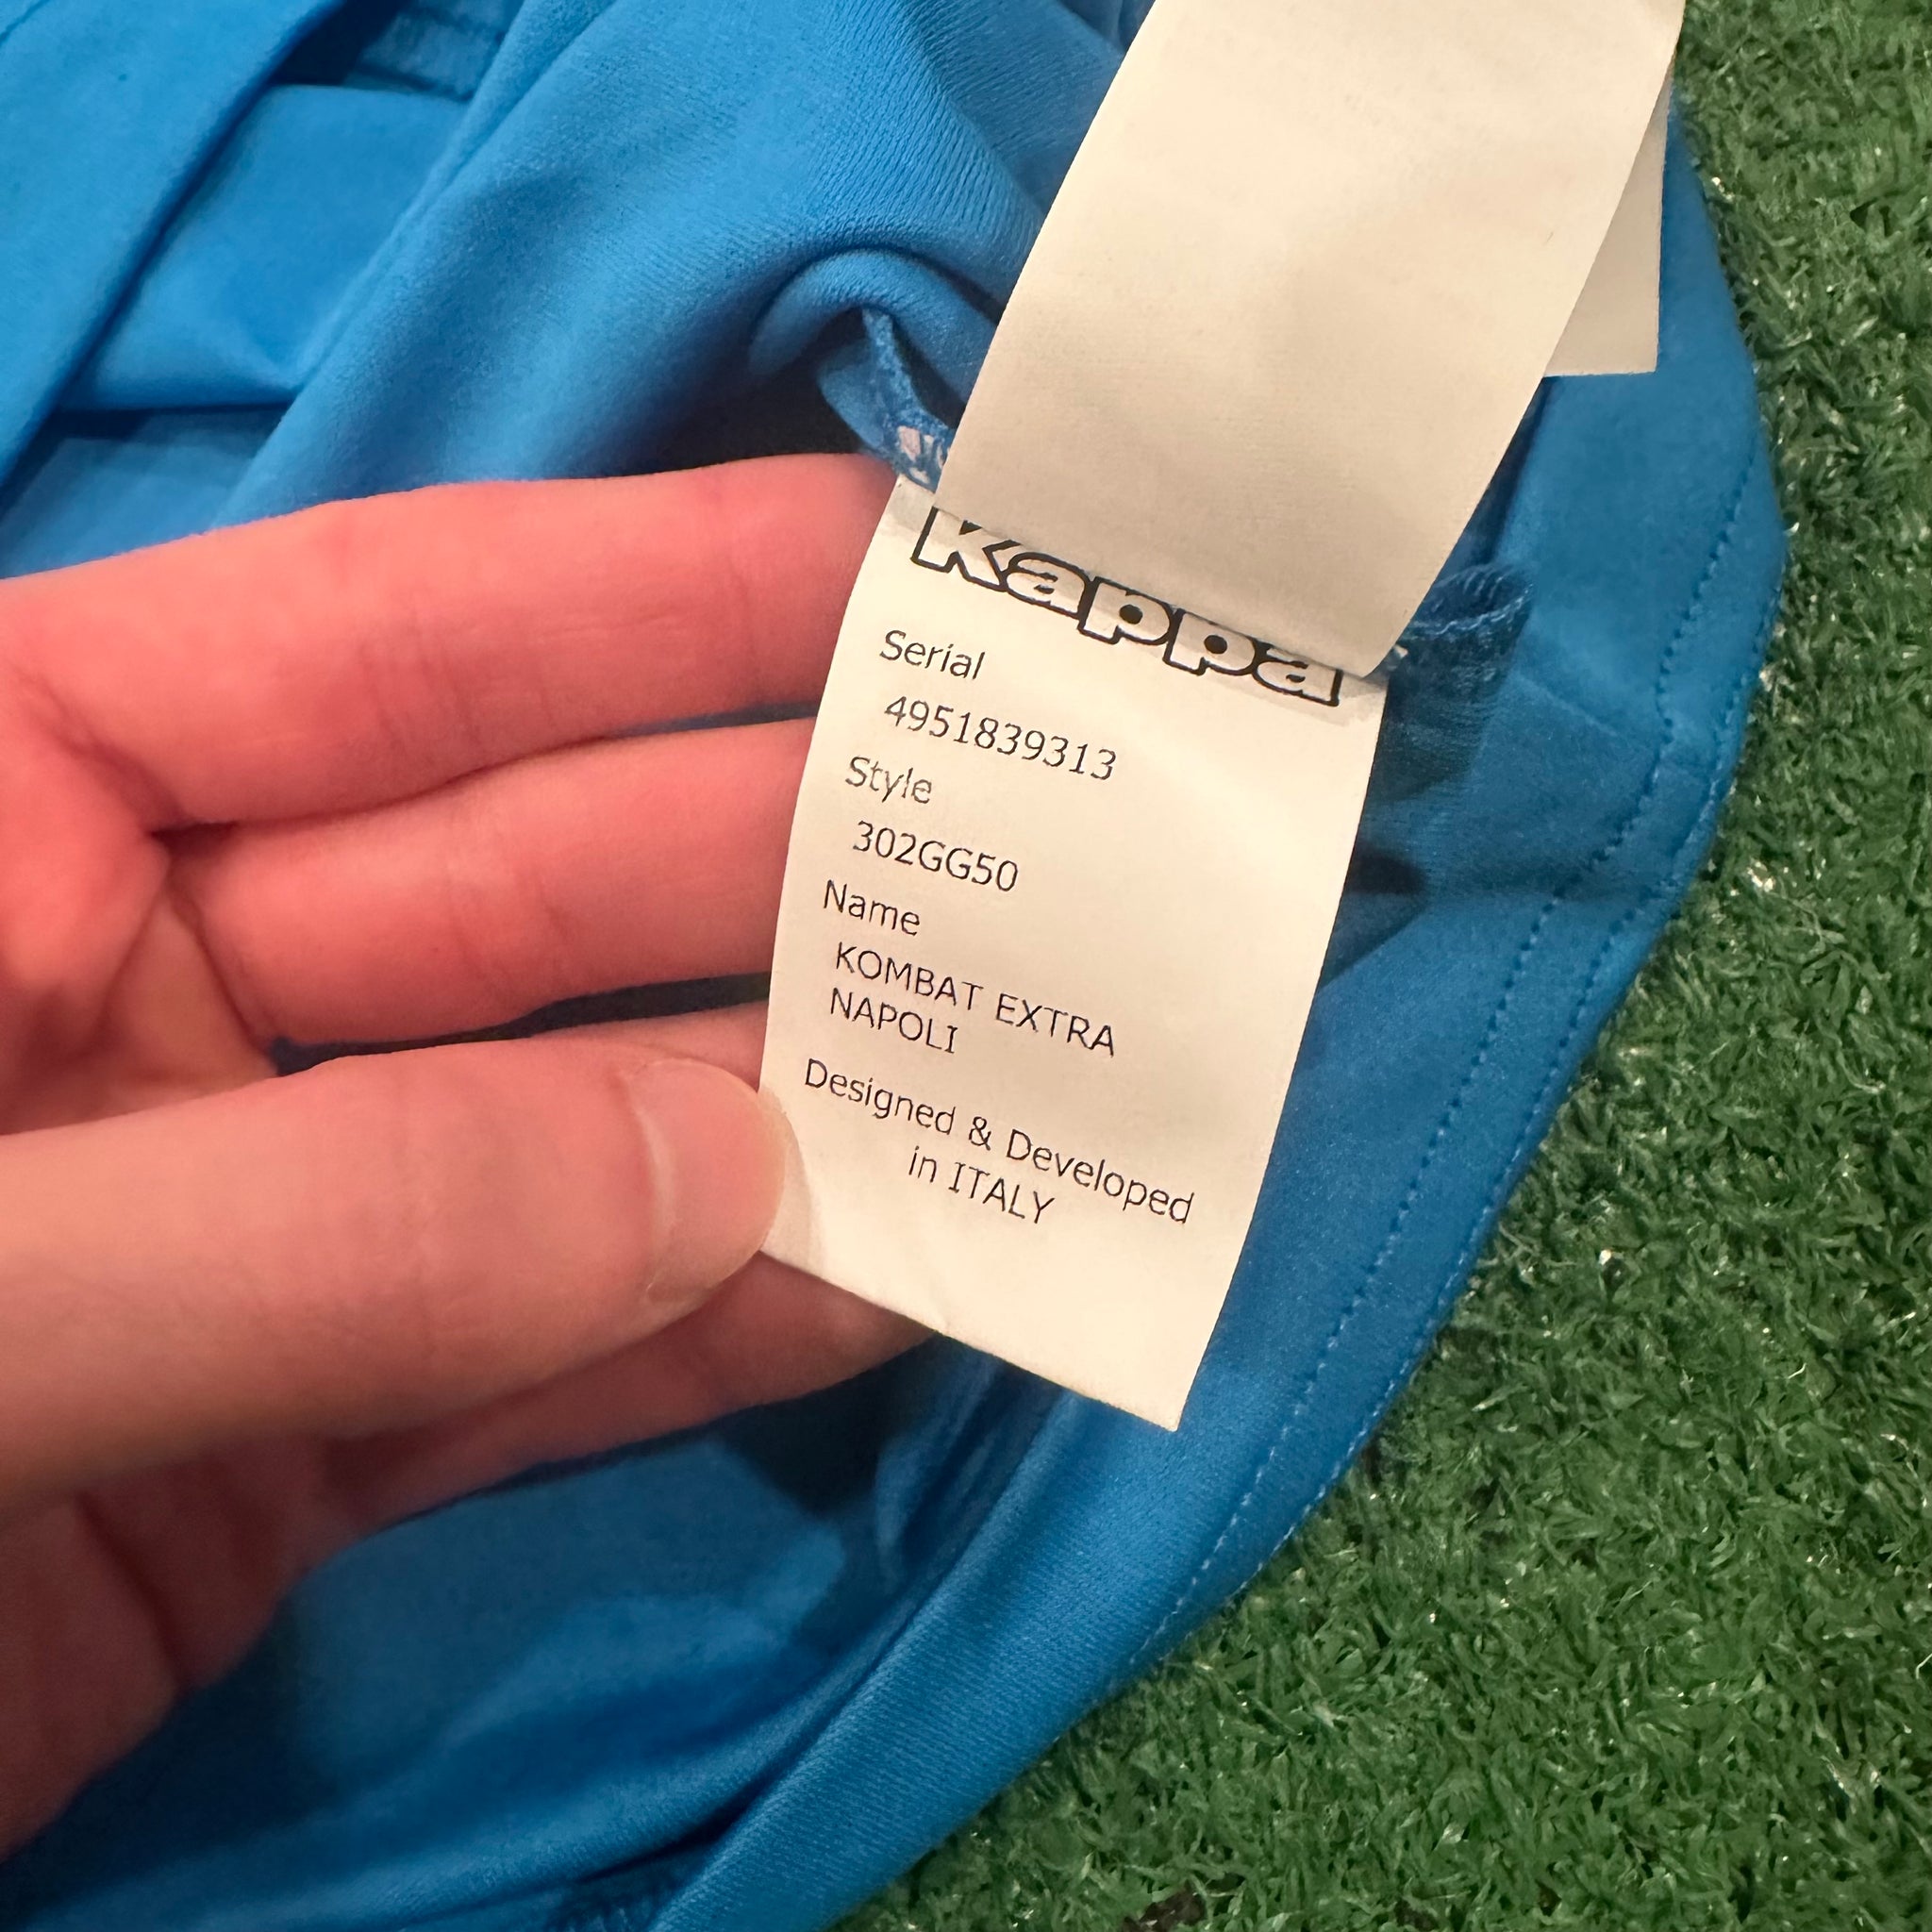 Kappa
Serial
4951839313
Style
302GG50
Name
KOMBAT EXTRA
NAPOLI
Designed & Developed
in ITALY